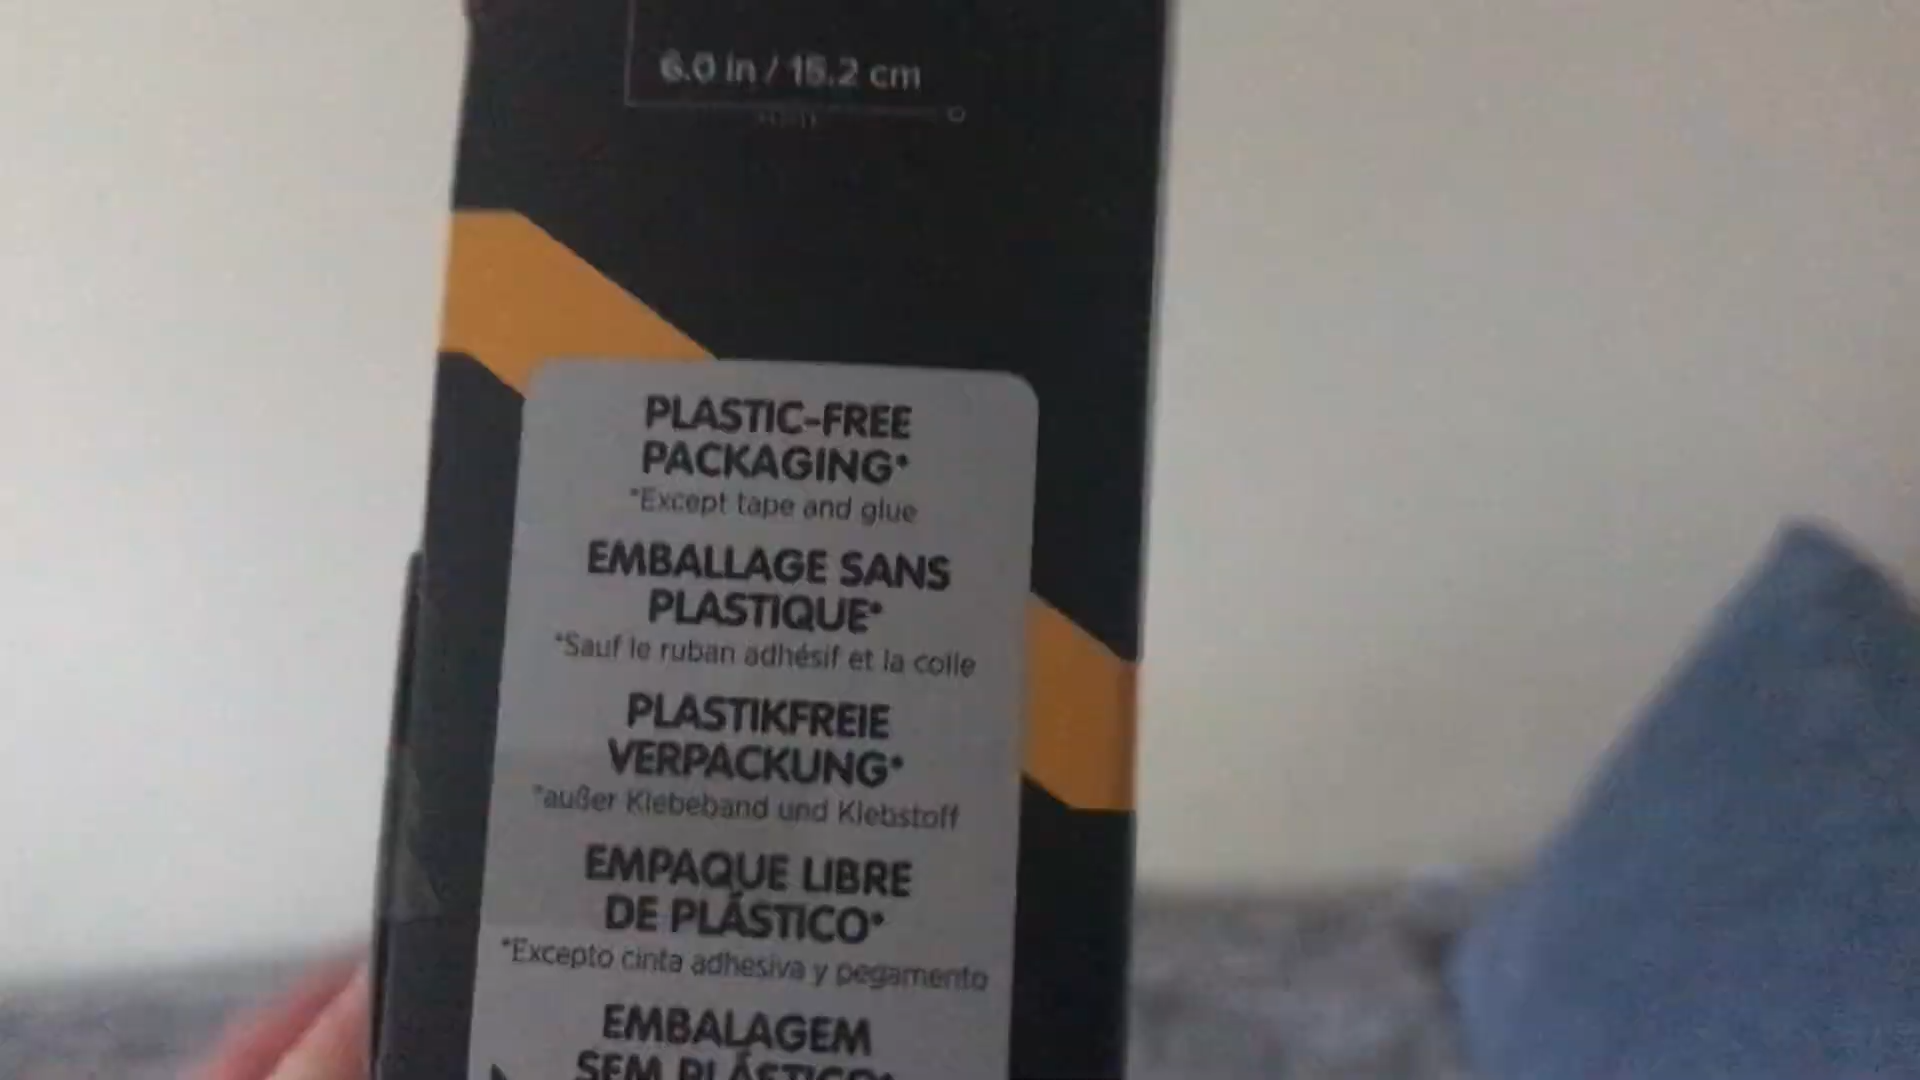 6.0 in / 15.2 cm
PLASTIC-FREE
PACKAGING*
*Except tape and glue
EMBALLAGE SANS
PLASTIQUE*
*Sauf le ruban adhésif et la colle
PLASTIKFREIE
VERPACKUNG*
*außer Klebeband und Klebstoff
EMPAQUE LIBRE
DE PLÁSTICO*
*Excepto cinta adhesiva y pegamento
EMBALAGEM
SEM PLÁSTICO*